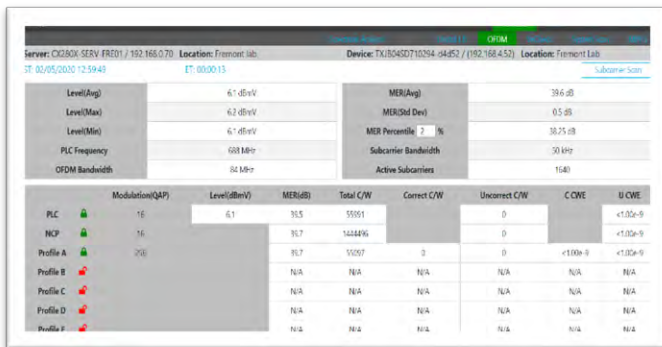 OFDM
Server: CX280X-SERV-FRE01 / 192.168.0.70 Location: Fremont lab Device: TXJB04SD710294-d4d52 / (192.168.4.52) Location: Fremont Lab
ST: 02/05/2020 12:59:43 ET: 00:00:13 Subcarrier Scan
Level(Avg) 6.1 dBmV MER(Avg) 39.6 dB
Level(Max) 6.2 dBmV MER(Std Dev) 0.5 dB
Level(Min) 6.1 dBmV MER Percentile 2 % 38.25 dB
PLC Frequency 688 MHz Subcarrier Bandwidth 50 kHz
OFDM Bandwidth 84 MHz Active Subcarriers 1640
Modulation(QAP) Level(dBmV) MER(dB) Total C/W Correct C/W Uncorrect C/W C CWE U CWE
PLC 16 6.1 39.5 55991 0 <1.00e-9
NCP 16 39.7 1444496 0 <1.00e-9
Profile A 256 39.7 55097 0 0 <1.00e-9 <1.00e-9
Profile B N/A N/A N/A N/A N/A N/A
Profile C N/A N/A N/A N/A N/A N/A
Profile D N/A N/A N/A N/A N/A N/A
N/A N/A N/A N/A N/A N/A